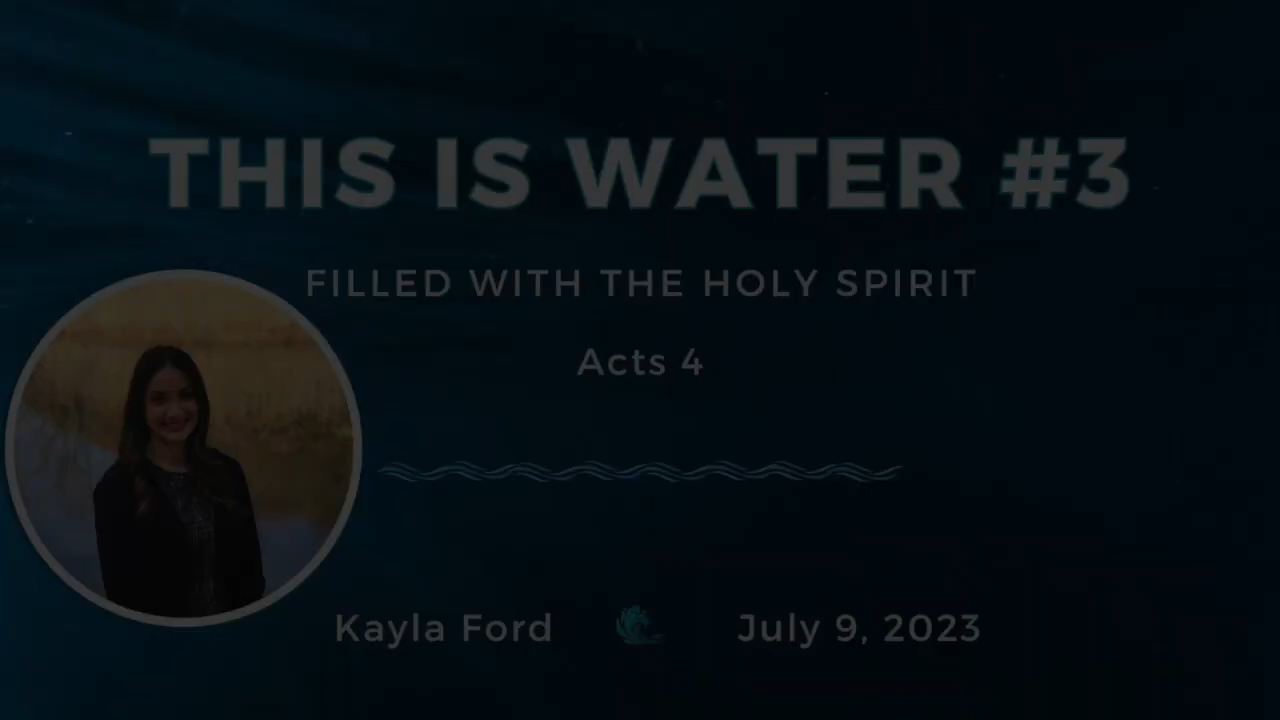 THIS IS WATER #3
FILLED WITH THE HOLY SPIRIT
Acts 4
Kayla Ford
July 9, 2023